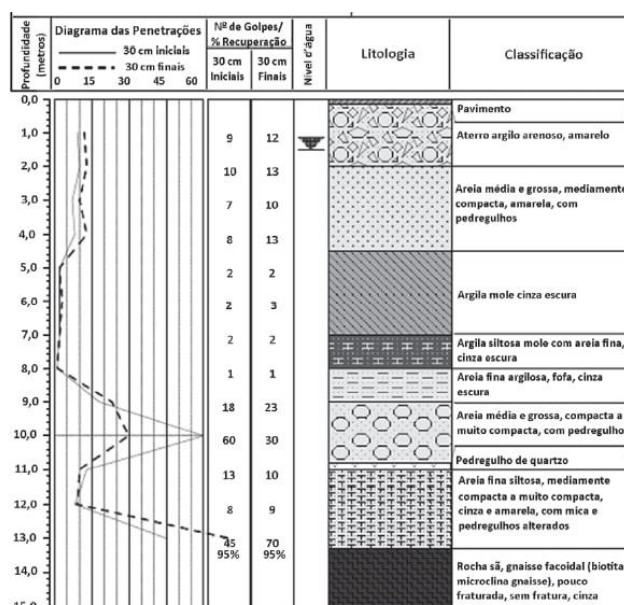 Profundidade
(metros)
Diagrama das Penetrações
30 cm iniciais
30 cm finais
0 15 30 45 60
Nº de Golpes/
% Recuperação
30 cm
Iniciais
30 cm
Finais
Nível d'água
Litologia
Classificação
0,0
1,0
2,0
3,0
4,0
5,0
6,0
7,0
8,0
9,0
10,0
11,0
12,0
13,0
14,0
15,0
9 12
10 13
7 10
8 13
2 2
2 3
2 2
1 1
18 23
60 30
13 10
8 9
45 70
95% 95%
Pavimento
Aterro argilo arenoso, amarelo
Areia média e grossa, mediamente
compacta, amarela, com
pedregulhos
Argila mole cinza escura
Argila siltosa mole com areia fina,
cinza escura
Areia fina argilosa, fofa, cinza
escura
Areia média e grossa, compacta a
muito compacta, com pedregulho
Pedregulho de quartzo
Areia fina siltosa, mediamente
compacta a muito compacta,
cinza e amarela, com mica e
pedregulhos alterados
Rocha sã, gnaisse facoidal (biotita
microclina gnaisse), pouco
fraturada, sem fratura, cinza